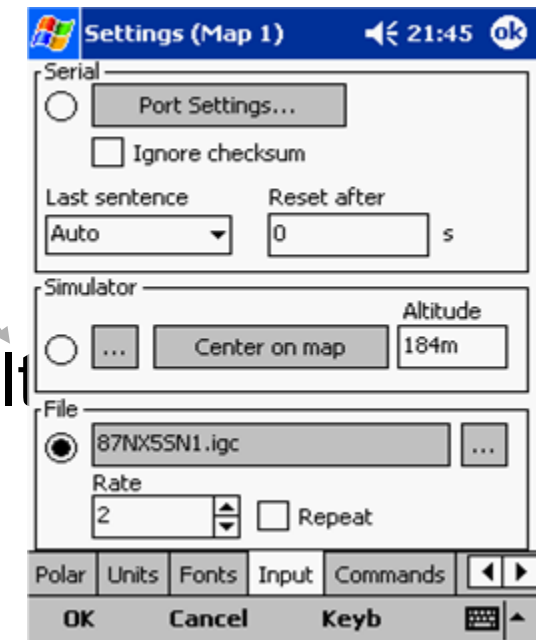 Settings (Map 1) 21:45 ok
Serial
Port Settings...
Ignore checksum
Last sentence Reset after
Auto 0 s
Simulator
Altitude
... Center on map 184m
It
File
87NX5SN1.igc ...
Rate
2 Repeat
Polar Units Fonts Input Commands
OK Cancel Keyb